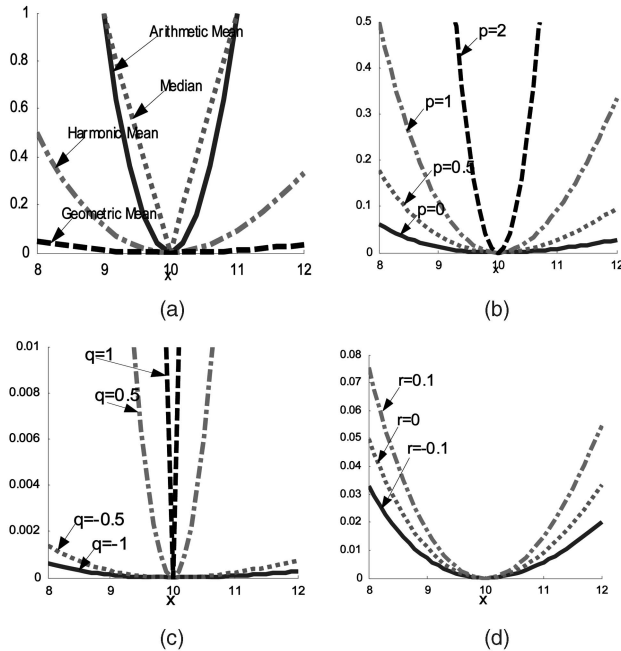 1
0.8
0.6
0.4
0.2
0
8 9 10 11 12
x
Arithmetic Mean
Median
Harmonic Mean
Geometric Mean
(a)
0.5
0.4
0.3
0.2
0.1
0
8 9 10 11 12
x
p=2
p=1
p=0.5
p=0
(b)
0.01
0.008
0.006
0.004
0.002
0
8 9 10 11 12
x
q=1
q=0.5
q=-0.5
q=-1
(c)
0.08
0.07
0.06
0.05
0.04
0.03
0.02
0.01
0
8 9 10 11 12
x
r=0.1
r=0
r=-0.1
(d)